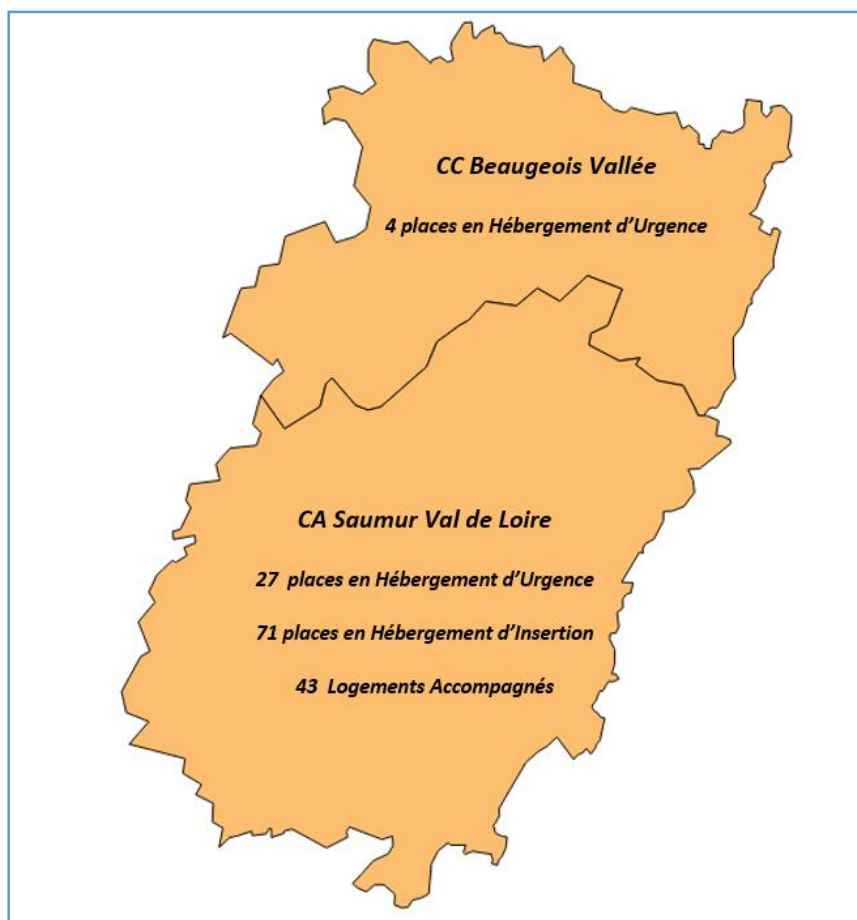 CC Beaugeois Vallée
4 places en Hébergement d’Urgence
CA Saumur Val de Loire
27 places en Hébergement d’Urgence
71 places en Hébergement d’Insertion
43 Logements Accompagnés